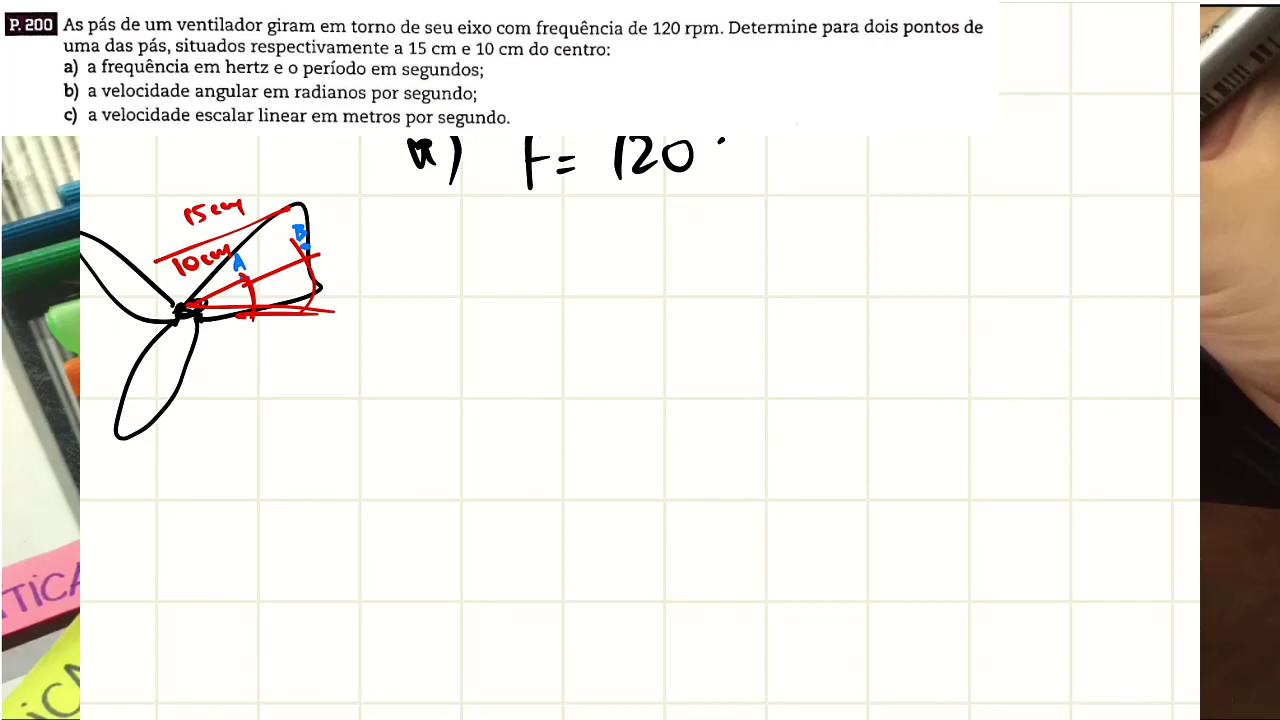 P. 200 As pás de um ventilador giram em torno de seu eixo com frequência de 120 rpm. Determine para dois pontos de
uma das pás, situados respectivamente a 15 cm e 10 cm do centro:
a) a frequência em hertz e o período em segundos;
b) a velocidade angular em radianos por segundo;
c) a velocidade escalar linear em metros por segundo.
a) f = 120
15cm
B
10cm
A
TICA